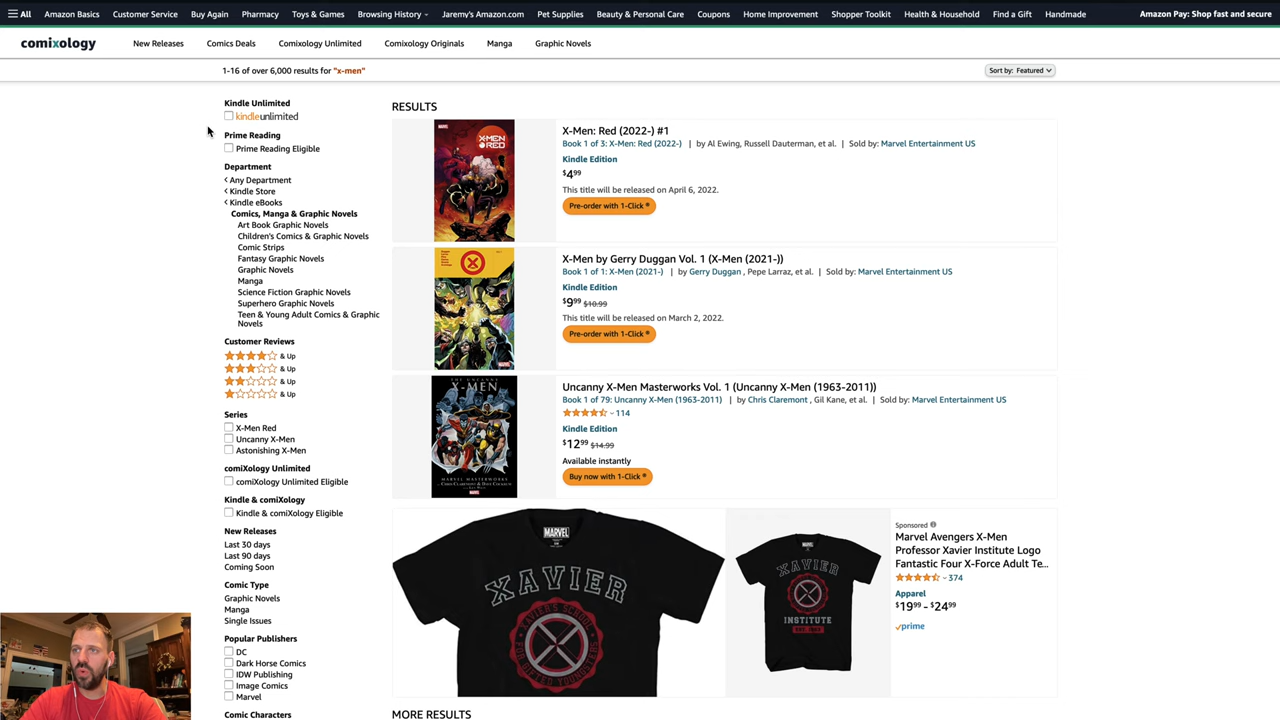 All Amazon Basics Customer Service Buy Again Pharmacy Toys & Games Browsing History Jaremy's Amazon.com Pet Supplies Beauty & Personal Care Coupons Home Improvement Shopper Toolkit Health & Household Find a Gift Handmade Amazon Pay: Shop fast and secure
comixology New Releases Comics Deals Comixology Unlimited Comixology Originals Manga Graphic Novels
1-16 of over 6,000 results for "x-men"
Sort by: Featured
Kindle Unlimited
kindleunlimited
Prime Reading
Prime Reading Eligible
Department
Any Department
Kindle Store
Kindle eBooks
Comics, Manga & Graphic Novels
Art Book Graphic Novels
Children's Comics & Graphic Novels
Comic Strips
Fantasy Graphic Novels
Graphic Novels
Manga
Science Fiction Graphic Novels
Superhero Graphic Novels
Teen & Young Adult Comics & Graphic
Novels
Customer Reviews
& Up
& Up
& Up
& Up
Series
X-Men Red
Uncanny X-Men
Astonishing X-Men
comiXology Unlimited
comiXology Unlimited Eligible
Kindle & comiXology
Kindle & comiXology Eligible
New Releases
Last 30 days
Last 90 days
Coming Soon
Comic Type
Graphic Novels
Manga
Single Issues
Popular Publishers
DC
Dark Horse Comics
IDW Publishing
Image Comics
Marvel
Comic Characters
RESULTS
X-MEN
RED
X-Men: Red (2022-) #1
Book 1 of 3: X-Men: Red (2022-) | by Al Ewing, Russell Dauterman, et al. | Sold by: Marvel Entertainment US
Kindle Edition
$4.99
This title will be released on April 6, 2022.
Pre-order with 1-Click ®
X-Men by Gerry Duggan Vol. 1 (X-Men (2021-))
Book 1 of 1: X-Men (2021-) | by Gerry Duggan , Pepe Larraz, et al. | Sold by: Marvel Entertainment US
Kindle Edition
$9.99 $10.99
This title will be released on March 2, 2022.
Pre-order with 1-Click ®
THE UNCANNY
X-MEN
MARVEL MASTERWORKS
Uncanny X-Men Masterworks Vol. 1 (Uncanny X-Men (1963-2011))
Book 1 of 79: Uncanny X-Men (1963-2011) | by Chris Claremont , Gil Kane, et al. | Sold by: Marvel Entertainment US
114
Kindle Edition
$12.99 $14.99
Available instantly
Buy now with 1-Click ®
MARVEL
XAVIER
XAVIER'S SCHOOL
FOR GIFTED YOUNGSTERS
XAVIER
INSTITUTE
Sponsored
Marvel Avengers X-Men
Professor Xavier Institute Logo
Fantastic Four X-Force Adult Te...
374
Apparel
$19.99 - $24.99
prime
MORE RESULTS